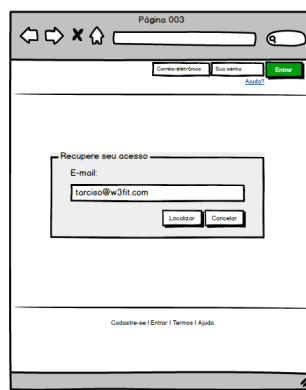 Página 003
Correio-eletrônico Sua senha Entrar
Ajuda?
Recupere seu acesso
E-mail:
tarciso@w3fit.com
Localizar Cancelar
Cadastre-se | Entrar | Termos | Ajuda